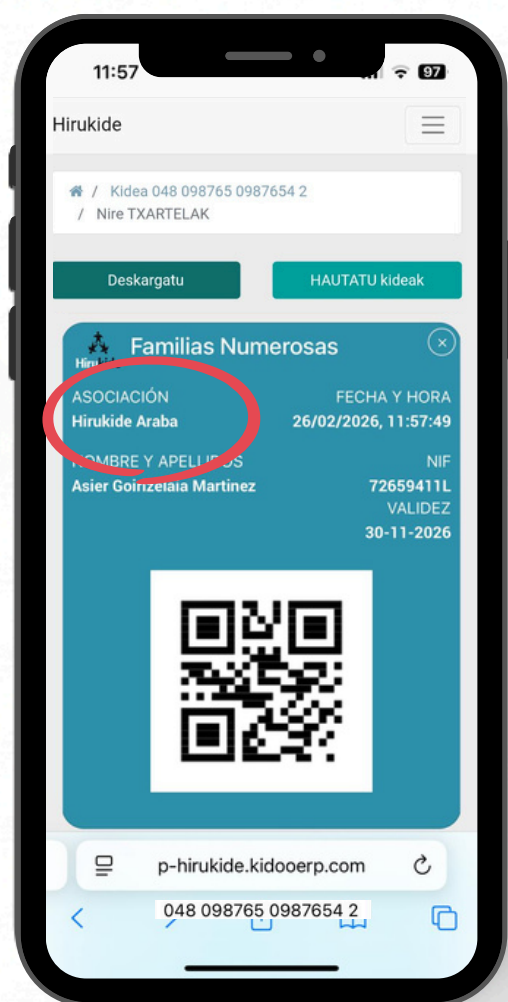 11:57
97
Hirukide
/ Kidea 048 098765 0987654 2
/ Nire TXARTELAK
Deskargatu
HAUTATU kideak
Familias Numerosas
Hirukide
ASOCIACIÓN
FECHA Y HORA
Hirukide Araba
26/02/2026, 11:57:49
NOMBRE Y APELLIDOS
NIF
Asier Goirizelaia Martinez
72659411L
VALIDEZ
30-11-2026
p-hirukide.kidooerp.com
048 098765 0987654 2